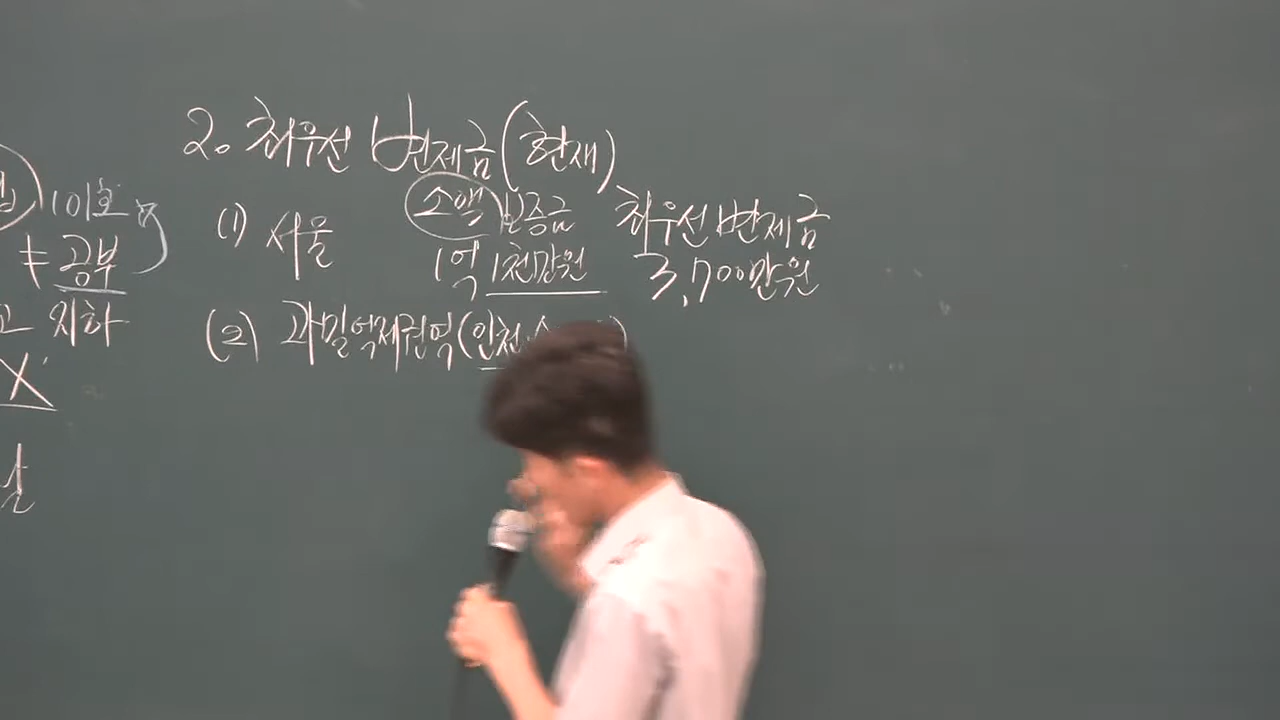 2. 최우선 변제금(현재)
(1) 서울 소액보증금 최우선변제금
1억 1천만원 3,700만원
(2) 과밀억제권역(인천
101호
≠ 공부
지하
X